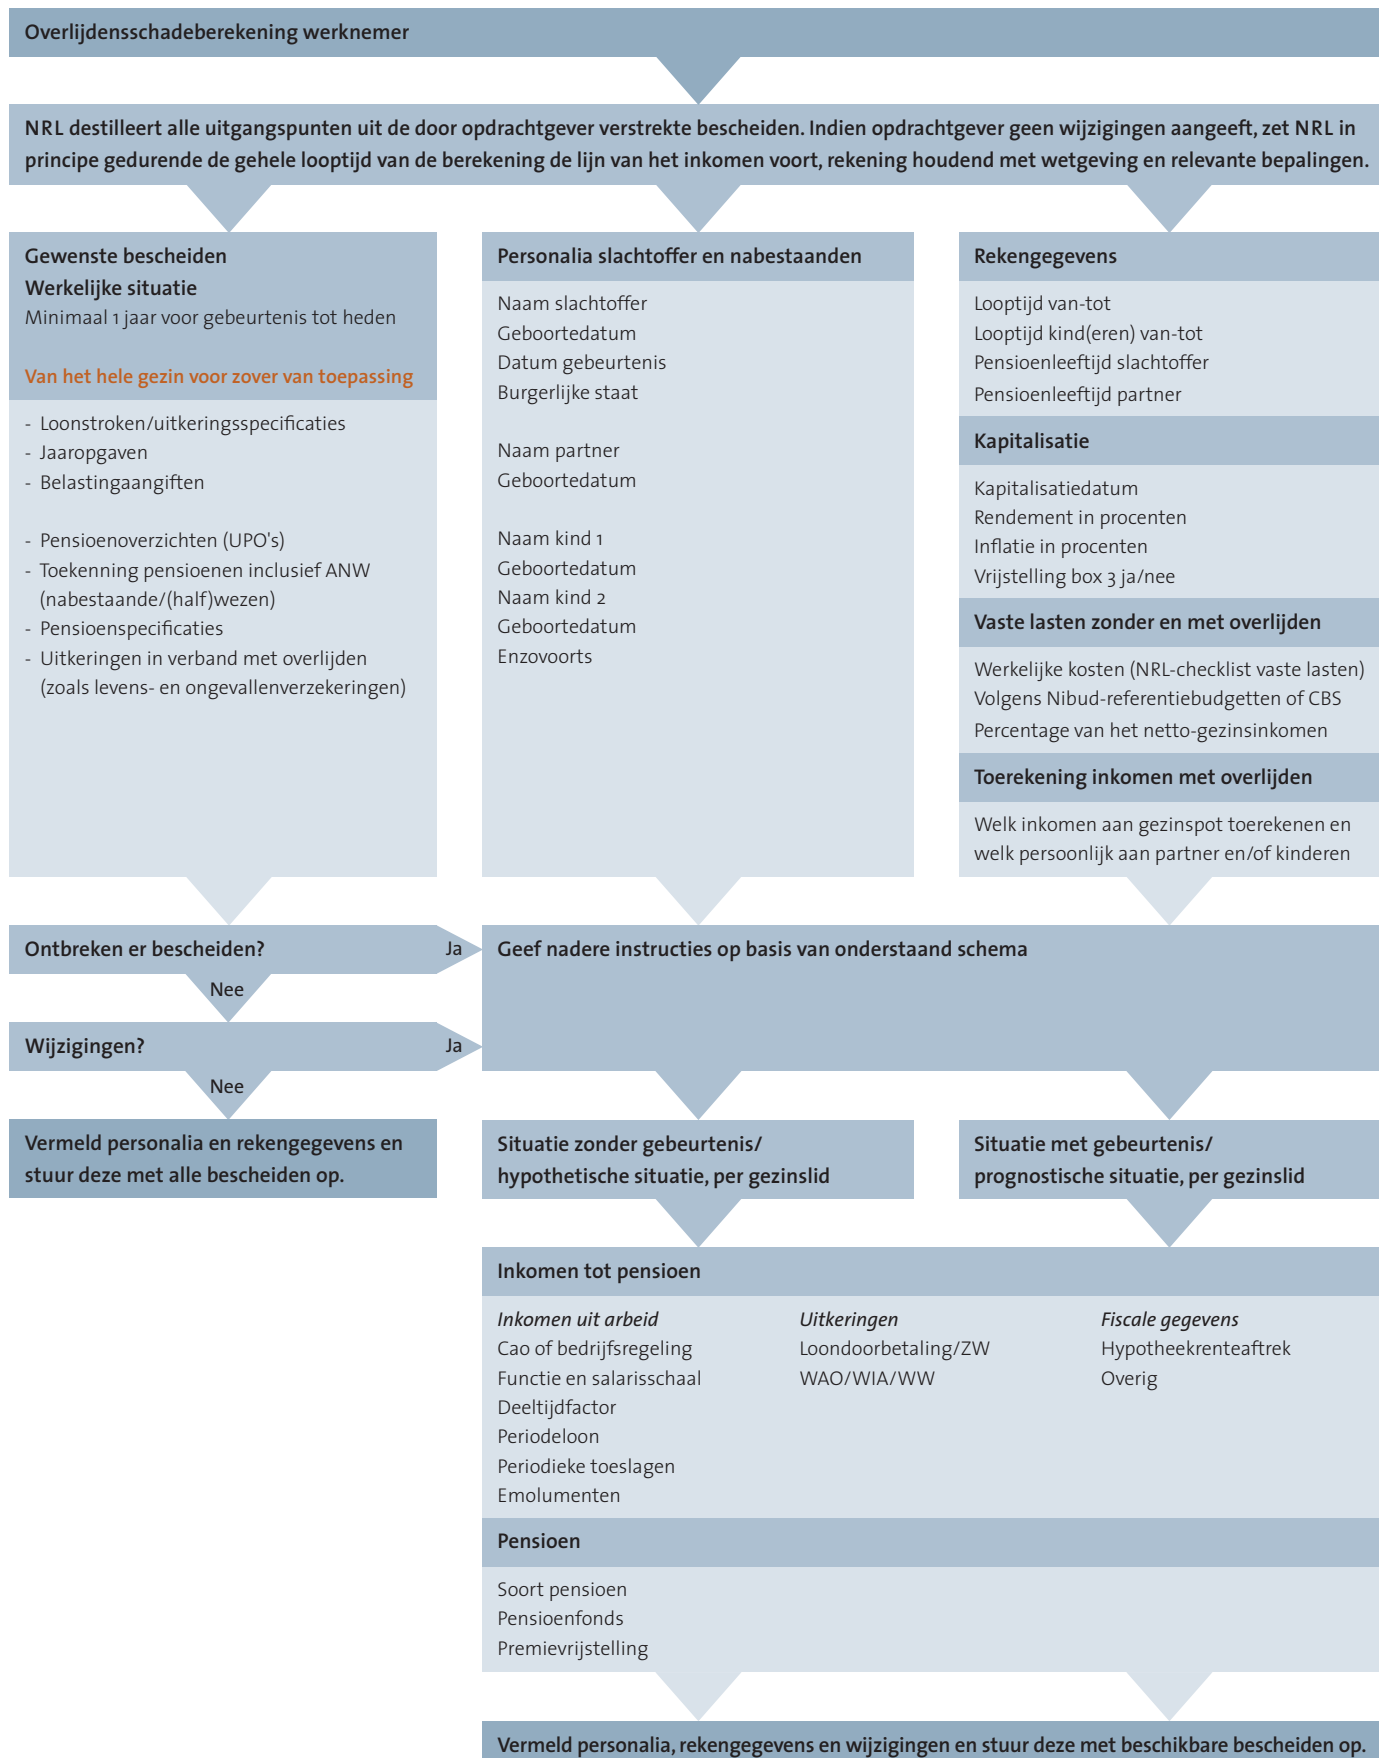 Overlijdensschadeberekening werknemer
NRL destilleert alle uitgangspunten uit de door opdrachtgever verstrekte bescheiden. Indien opdrachtgever geen wijzigingen aangeeft, zet NRL in
principe gedurende de gehele looptijd van de berekening de lijn van het inkomen voort, rekening houdend met wetgeving en relevante bepalingen.
Gewenste bescheiden
Werkelijke situatie
Minimaal 1 jaar voor gebeurtenis tot heden
Van het hele gezin voor zover van toepassing
- Loonstroken/uitkeringsspecificaties
- Jaaropgaven
- Belastingaangiften
- Pensioenoverzichten (UPO's)
- Toekenning pensioenen inclusief ANW
(nabestaande/(half)wezen)
- Pensioenspecificaties
- Uitkeringen in verband met overlijden
(zoals levens- en ongevallenverzekeringen)
Personalia slachtoffer en nabestaanden
Naam slachtoffer
Geboortedatum
Datum gebeurtenis
Burgerlijke staat
Naam partner
Geboortedatum
Naam kind 1
Geboortedatum
Naam kind 2
Geboortedatum
Enzovoorts
Rekengegevens
Looptijd van-tot
Looptijd kind(eren) van-tot
Pensioenleeftijd slachtoffer
Pensioenleeftijd partner
Kapitalisatie
Kapitalisatiedatum
Rendement in procenten
Inflatie in procenten
Vrijstelling box 3 ja/nee
Vaste lasten zonder en met overlijden
Werkelijke kosten (NRL-checklist vaste lasten)
Volgens Nibud-referentiebudgetten of CBS
Percentage van het netto-gezinsinkomen
Toerekening inkomen met overlijden
Welk inkomen aan gezinspot toerekenen en
welk persoonlijk aan partner en/of kinderen
Ontbreken er bescheiden?
Ja
Nee
Wijzigingen?
Ja
Nee
Vermeld personalia en rekengegevens en
stuur deze met alle bescheiden op.
Geef nadere instructies op basis van onderstaand schema
Situatie zonder gebeurtenis/
hypothetische situatie, per gezinslid
Situatie met gebeurtenis/
prognostische situatie, per gezinslid
Inkomen tot pensioen
Inkomen uit arbeid
Cao of bedrijfsregeling
Functie en salarisschaal
Deeltijdfactor
Periodeloon
Periodieke toeslagen
Emolumenten
Uitkeringen
Loondoorbetaling/ZW
WAO/WIA/WW
Fiscale gegevens
Hypotheekrenteaftrek
Overig
Pensioen
Soort pensioen
Pensioenfonds
Premievrijstelling
Vermeld personalia, rekengegevens en wijzigingen en stuur deze met beschikbare bescheiden op.